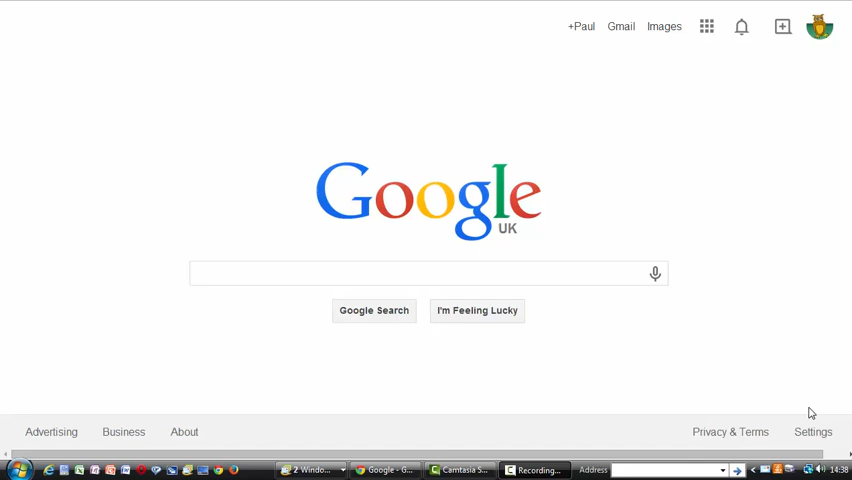 +Paul Gmail Images
Google
UK
Google Search I'm Feeling Lucky
Advertising Business About Privacy & Terms Settings
2 Windo... Google - G... Camtasia S... Recording... Address 14:38